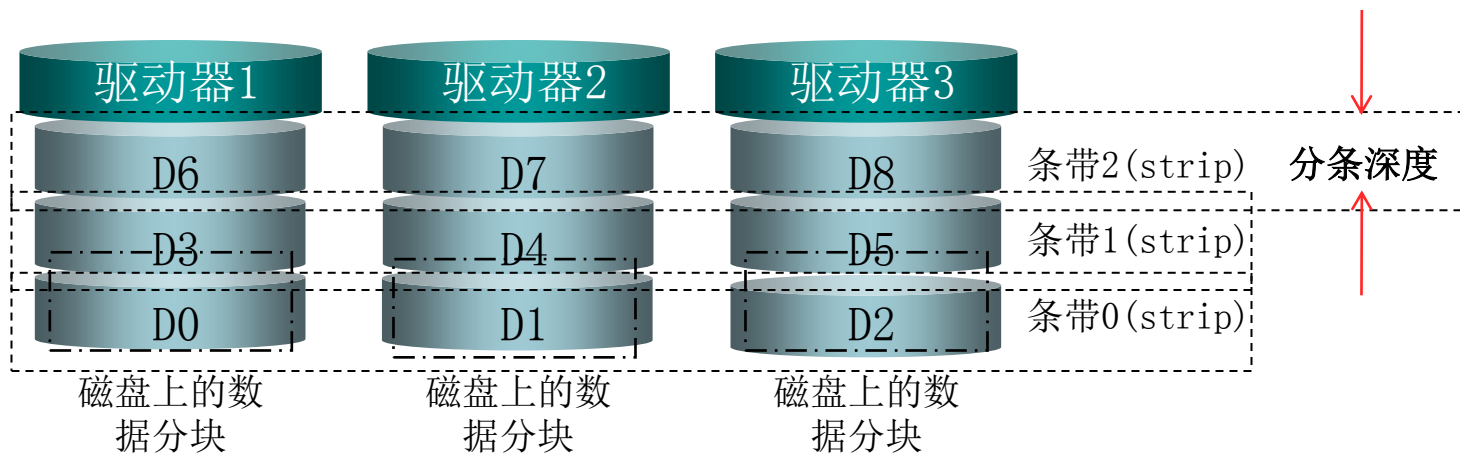 驱动器1 驱动器2 驱动器3
D6 D7 D8 条带2(strip) 分条深度
D3 D4 D5 条带1(strip)
D0 D1 D2 条带0(strip)
磁盘上的数 磁盘上的数 磁盘上的数
据分块 据分块 据分块